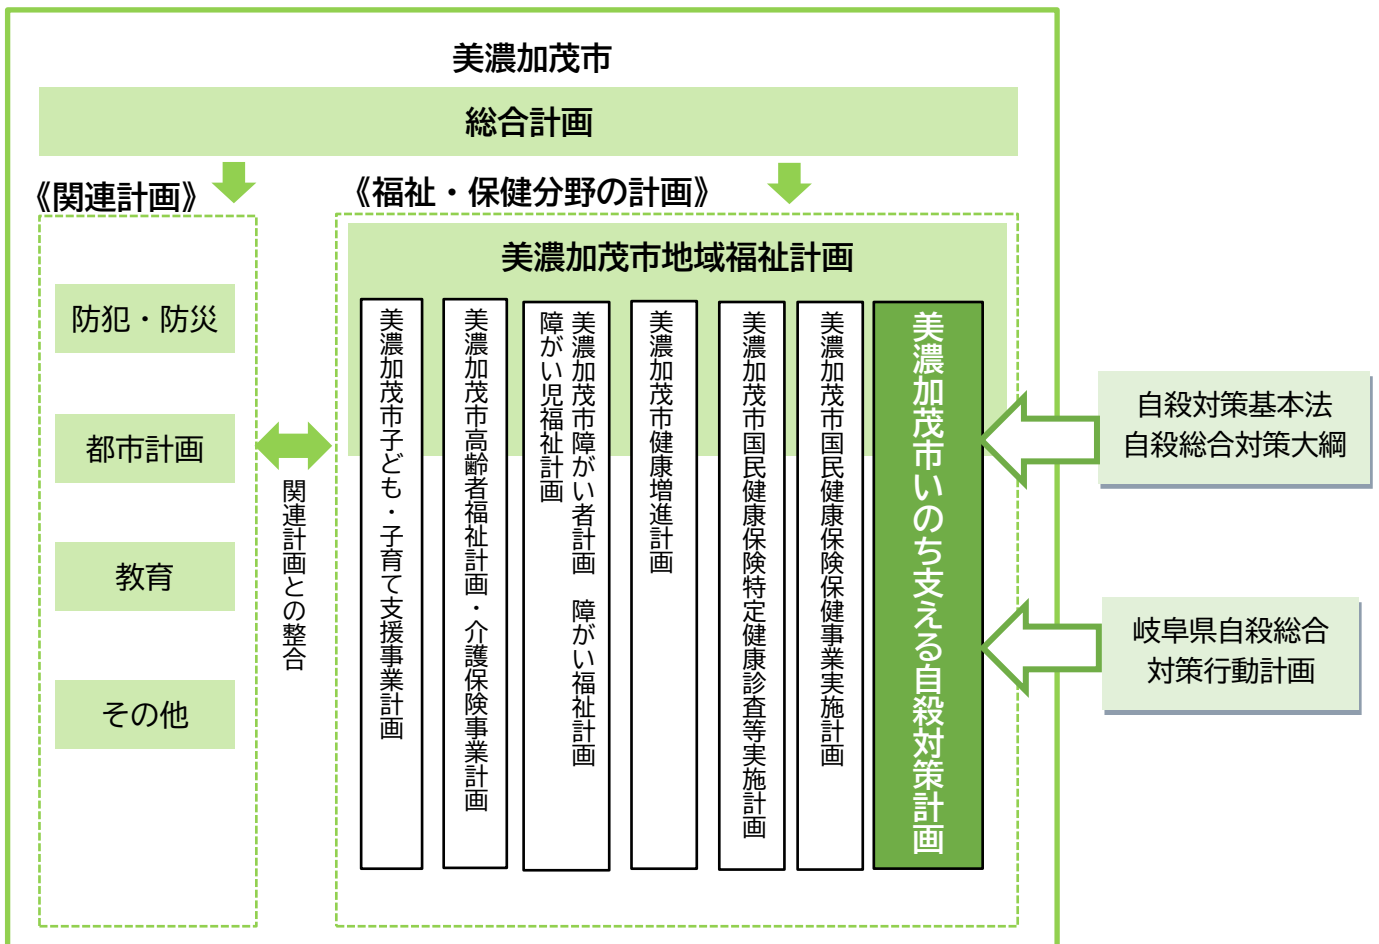 美濃加茂市
総合計画
《関連計画》
《福祉・保健分野の計画》
防犯・防災
都市計画
教育
その他
関連計画との整合
美濃加茂市地域福祉計画
美濃加茂市子ども・子育て支援事業計画
美濃加茂市高齢者福祉計画・介護保険事業計画
美濃加茂市障がい者計画　障がい福祉計画
障がい児福祉計画
美濃加茂市健康増進計画
美濃加茂市国民健康保険特定健康診査等実施計画
美濃加茂市国民健康保険保健事業実施計画
美濃加茂市いのち支える自殺対策計画
自殺対策基本法
自殺総合対策大綱
岐阜県自殺総合
対策行動計画